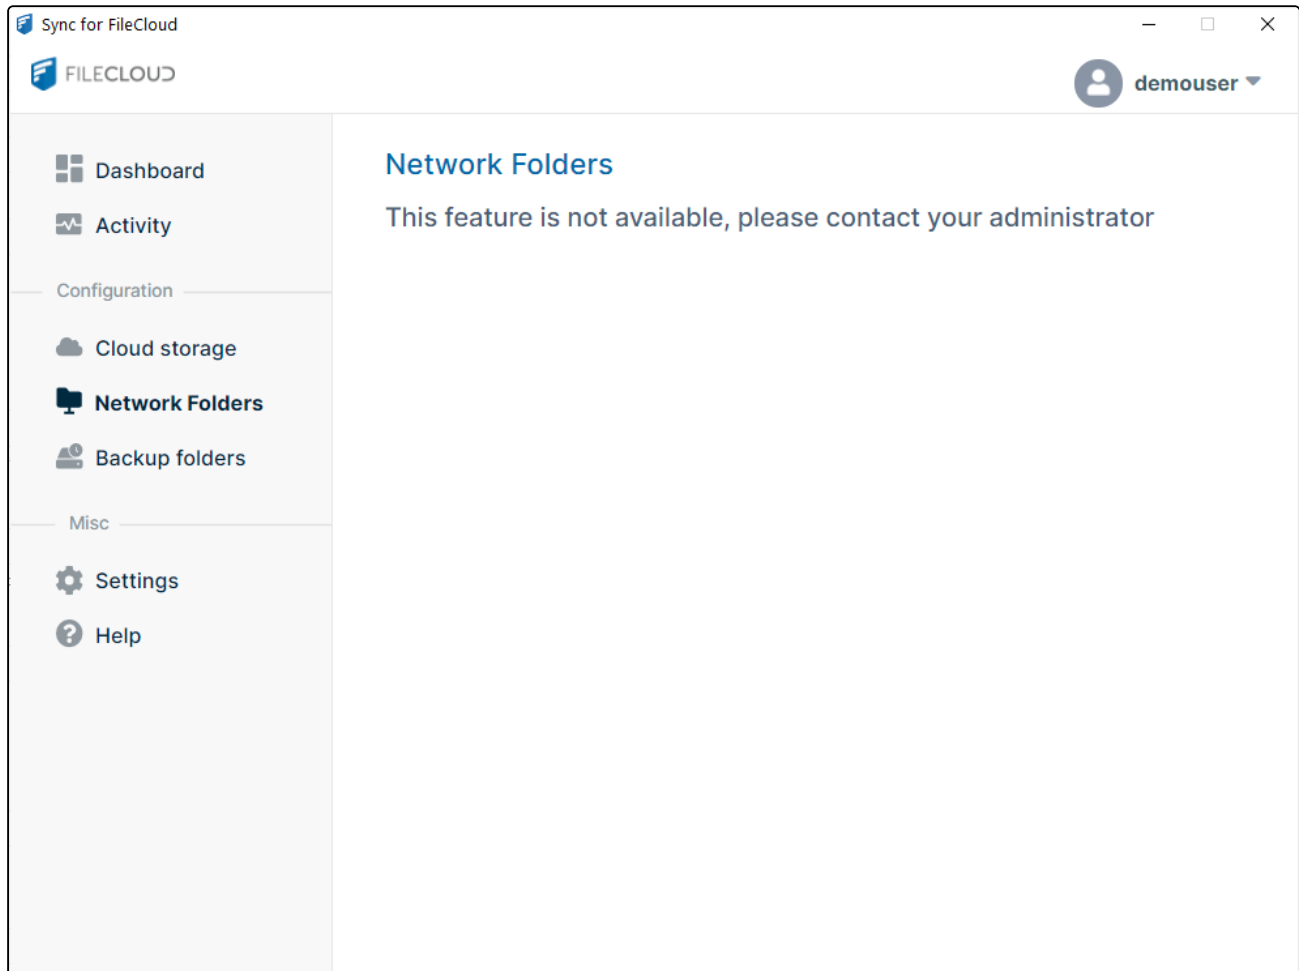 Sync for FileCloud
FILECLOUD
demouser
Dashboard
Activity
Configuration
Cloud storage
Network Folders
Backup folders
Misc
Settings
Help
Network Folders
This feature is not available, please contact your administrator